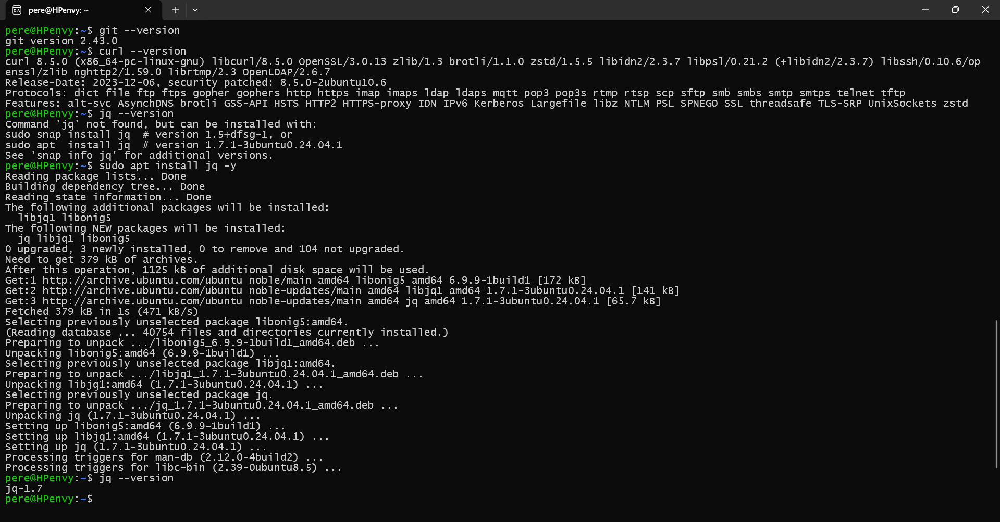 pere@HPenvy: ~
pere@HPenvy:~$ git --version
git version 2.43.0
pere@HPenvy:~$ curl --version
curl 8.5.0 (x86_64-pc-linux-gnu) libcurl/8.5.0 OpenSSL/3.0.13 zlib/1.3 brotli/1.1.0 zstd/1.5.5 libidn2/2.3.7 libpsl/0.21.2 (+libidn2/2.3.7) libssh/0.10.6/op
enssl/zlib nghttp2/1.59.0 librtmp/2.3 OpenLDAP/2.6.7
Release-Date: 2023-12-06, security patched: 8.5.0-2ubuntu10.6
Protocols: dict file ftp ftps gopher gophers http https imap imaps ldap ldaps mqtt pop3 pop3s rtmp rtsp scp sftp smb smbs smtp smtps telnet tftp
Features: alt-svc AsynchDNS brotli GSS-API HSTS HTTP2 HTTPS-proxy IDN IPv6 Kerberos Largefile libz NTLM PSL SPNEGO SSL threadsafe TLS-SRP UnixSockets zstd
pere@HPenvy:~$ jq --version
Command 'jq' not found, but can be installed with:
sudo snap install jq  # version 1.5+dfsg-1, or
sudo apt  install jq  # version 1.7.1-3ubuntu0.24.04.1
See 'snap info jq' for additional versions.
pere@HPenvy:~$ sudo apt install jq -y
Reading package lists... Done
Building dependency tree... Done
Reading state information... Done
The following additional packages will be installed:
  libjq1 libonig5
The following NEW packages will be installed:
  jq libjq1 libonig5
0 upgraded, 3 newly installed, 0 to remove and 104 not upgraded.
Need to get 379 kB of archives.
After this operation, 1125 kB of additional disk space will be used.
Get:1 http://archive.ubuntu.com/ubuntu noble/main amd64 libonig5 amd64 6.9.9-1build1 [172 kB]
Get:2 http://archive.ubuntu.com/ubuntu noble-updates/main amd64 libjq1 amd64 1.7.1-3ubuntu0.24.04.1 [141 kB]
Get:3 http://archive.ubuntu.com/ubuntu noble-updates/main amd64 jq amd64 1.7.1-3ubuntu0.24.04.1 [65.7 kB]
Fetched 379 kB in 1s (471 kB/s)
Selecting previously unselected package libonig5:amd64.
(Reading database ... 40754 files and directories currently installed.)
Preparing to unpack .../libonig5_6.9.9-1build1_amd64.deb ...
Unpacking libonig5:amd64 (6.9.9-1build1) ...
Selecting previously unselected package libjq1:amd64.
Preparing to unpack .../libjq1_1.7.1-3ubuntu0.24.04.1_amd64.deb ...
Unpacking libjq1:amd64 (1.7.1-3ubuntu0.24.04.1) ...
Selecting previously unselected package jq.
Preparing to unpack .../jq_1.7.1-3ubuntu0.24.04.1_amd64.deb ...
Unpacking jq (1.7.1-3ubuntu0.24.04.1) ...
Setting up libonig5:amd64 (6.9.9-1build1) ...
Setting up libjq1:amd64 (1.7.1-3ubuntu0.24.04.1) ...
Setting up jq (1.7.1-3ubuntu0.24.04.1) ...
Processing triggers for man-db (2.12.0-4build2) ...
Processing triggers for libc-bin (2.39-0ubuntu8.5) ...
pere@HPenvy:~$ jq --version
jq-1.7
pere@HPenvy:~$